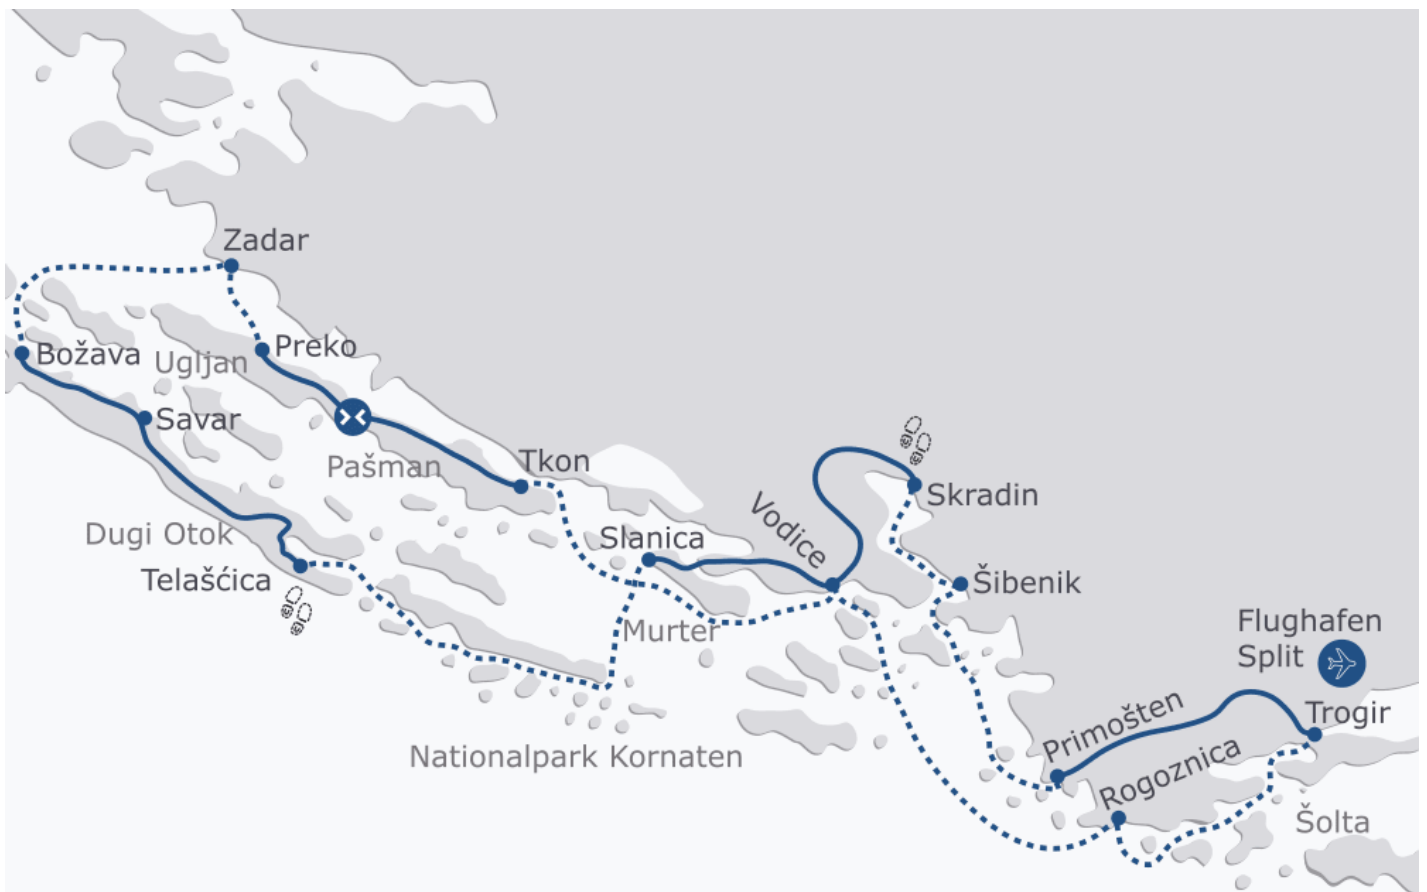 Zadar
Preko
Božava
Ugljan
Savar
Pašman
Tkon
Skradin
Vodice
Dugi Otok
Slanica
Telašćica
Šibenik
Murter
Flughafen
Split
Primošten
Trogir
Nationalpark Kornaten
Rogoznica
Šolta